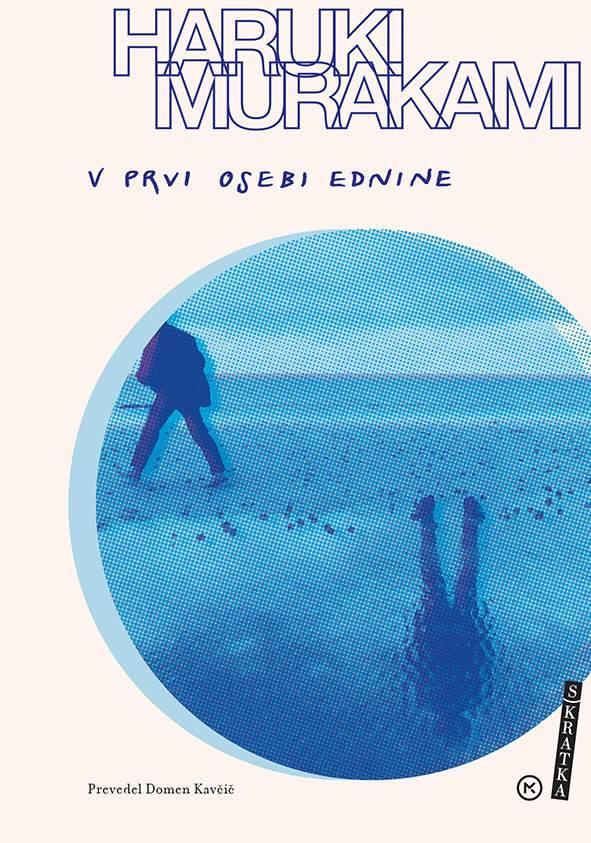 HARUKI
MURAKAMI
V PRVI OSEBI EDNINE
SKRATKA
Prevedel Domen Kavčič